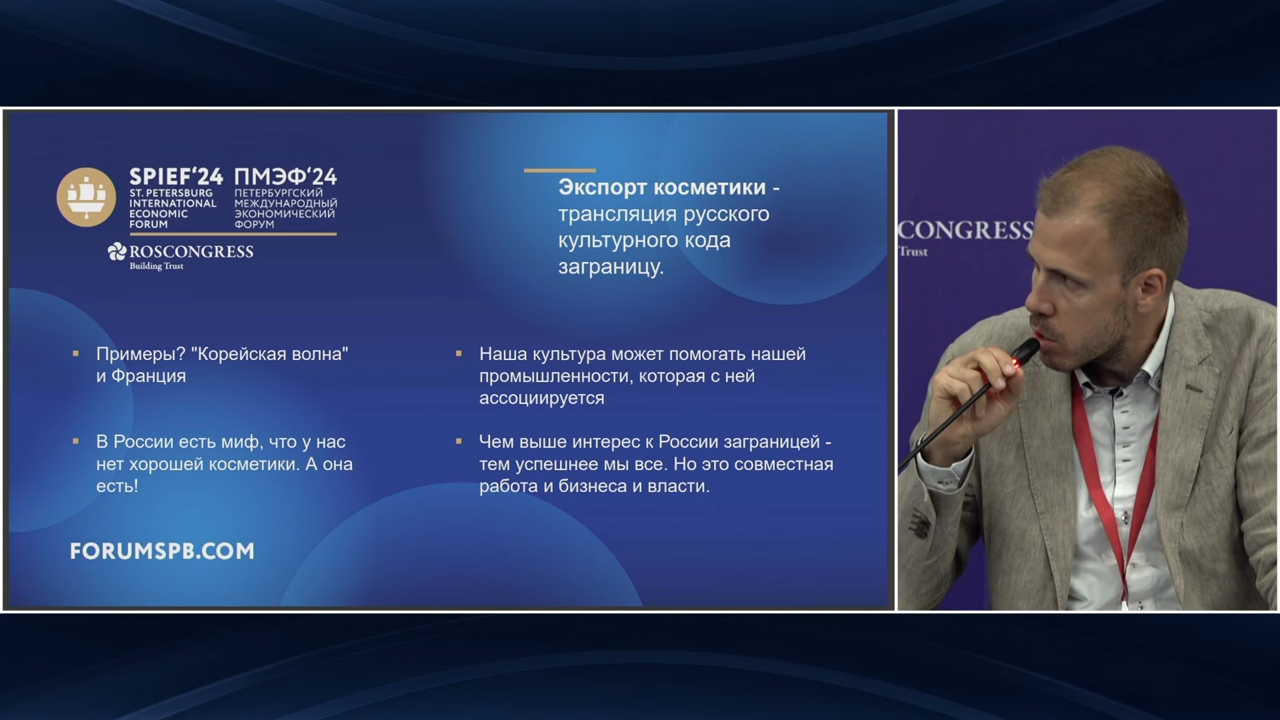 SPIEF‘24
ST. PETERSBURG
INTERNATIONAL
ECONOMIC
FORUM
ПМЭФ‘24
ПЕТЕРБУРГСКИЙ
МЕЖДУНАРОДНЫЙ
ЭКОНОМИЧЕСКИЙ
ФОРУМ
ROSCONGRESS
Building Trust
Экспорт косметики -
трансляция русского
культурного кода
заграницу.
▪ Примеры? "Корейская волна"
и Франция
▪ В России есть миф, что у нас
нет хорошей косметики. А она
есть!
▪ Наша культура может помогать нашей
промышленности, которая с ней
ассоциируется
▪ Чем выше интерес к России заграницей -
тем успешнее мы все. Но это совместная
работа и бизнеса и власти.
FORUMSPB.COM
CONGRESS
Trust